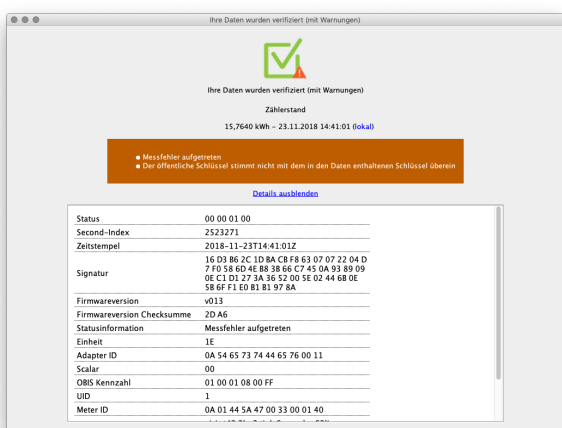 Ihre Daten wurden verifiziert (mit Warnungen)
Ihre Daten wurden verifiziert (mit Warnungen)
Zählerstand
15,7640 kWh – 23.11.2018 14:41:01 (lokal)
Messfehler aufgetreten
Der öffentliche Schlüssel stimmt nicht mit dem in den Daten enthaltenen Schlüssel überein
Details ausblenden
Status 00 00 01 00
Second-Index 2523271
Zeitstempel 2018-11-23T14:41:01Z
16 D3 B6 2C 1D BA CB F8 63 07 07 22 04 D
7 F0 58 6D 4E B8 3B 66 C7 45 0A 93 89 09
Signatur
0E C1 D1 27 3A 36 52 00 5E 02 44 6B 0E
5B 6F F1 E0 B1 B1 97 8A
Firmwareversion v013
Firmwareversion Checksumme 2D A6
Statusinformation Messfehler aufgetreten
Einheit 1E
Adapter ID 0A 54 65 73 74 44 65 76 00 11
Scalar 00
OBIS Kennzahl 01 00 01 08 00 FF
UID 1
Meter ID 0A 01 44 5A 47 00 33 00 01 40